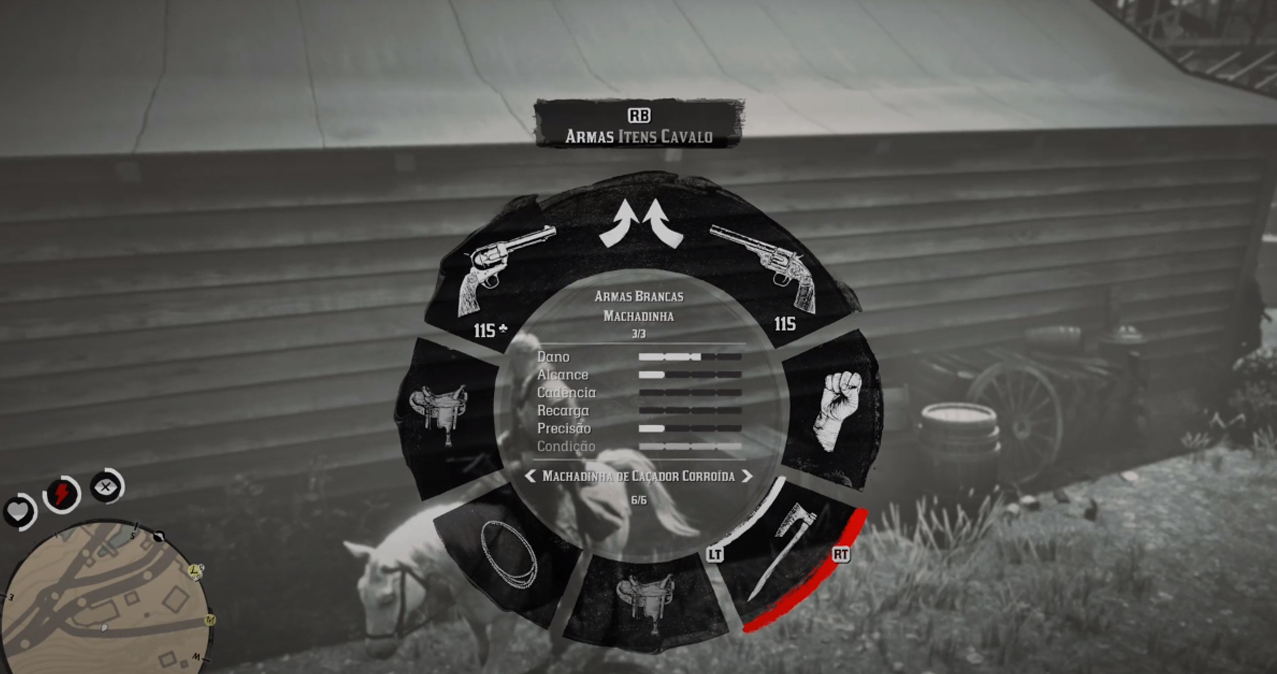 RB
ARMAS ITENS CAVALO
115
115
ARMAS BRANCAS
MACHADINHA
3/3
Dano
Alcance
Cadência
Recarga
Precisão
Condição
MACHADINHA DE CAÇADOR CORROÍDA
6/6
LT
RT
S
W